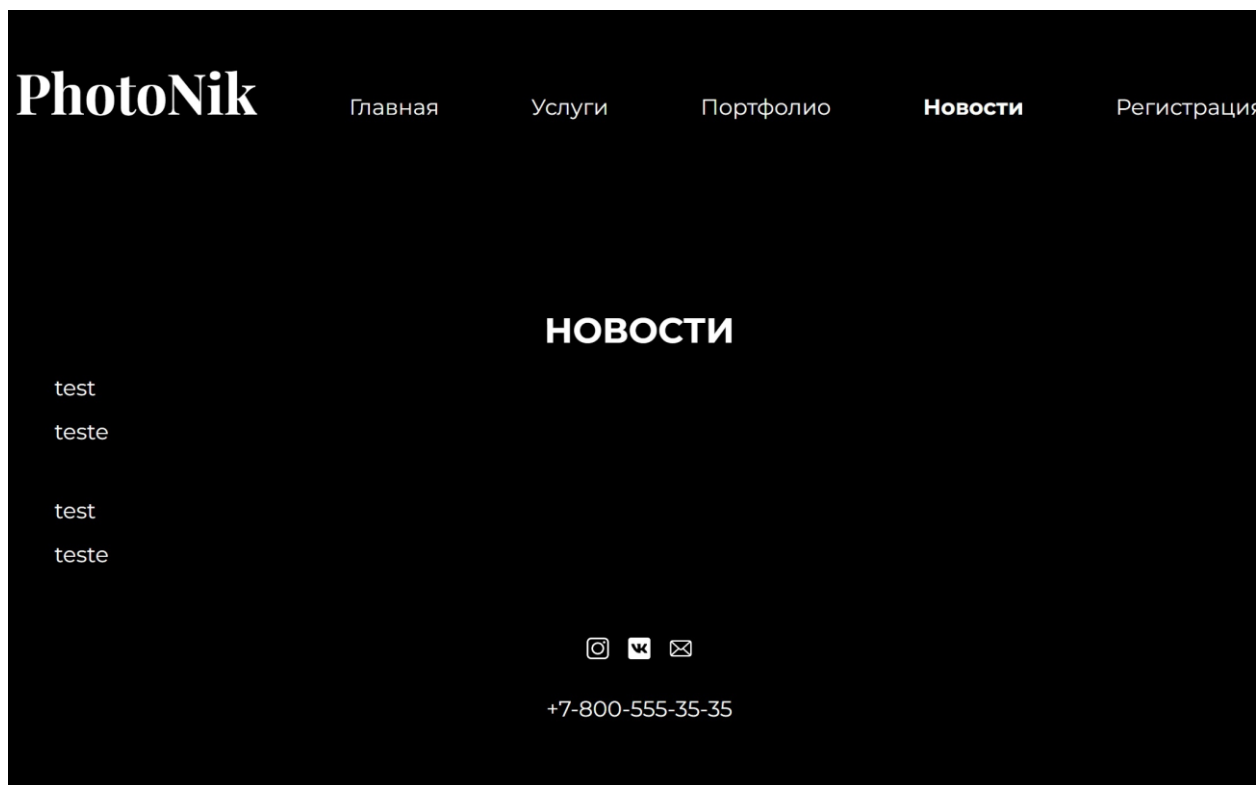 PhotoNik Главная Услуги Портфолио Новости Регистрация
НОВОСТИ
test
teste
test
teste
+7-800-555-35-35